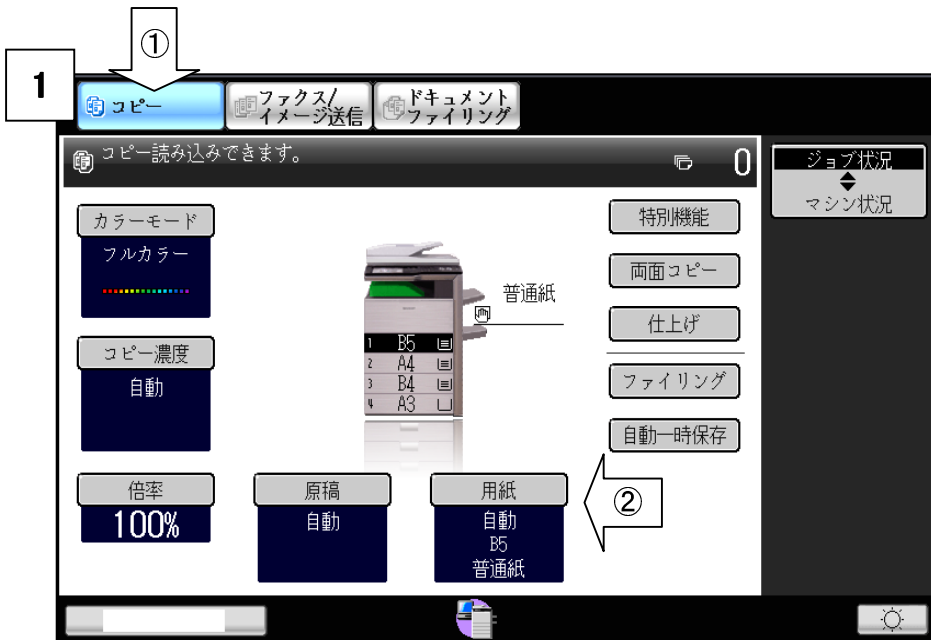 ①
1
コピー
ファクス/
イメージ送信
ドキュメント
ファイリング
コピー読み込みできます。
0
ジョブ状況
マシン状況
カラーモード
フルカラー
特別機能
両面コピー
普通紙
仕上げ
コピー濃度
自動
1 B5
2 A4
3 B4
4 A3
ファイリング
自動一時保存
倍率
100%
原稿
自動
用紙
自動
B5
普通紙
②